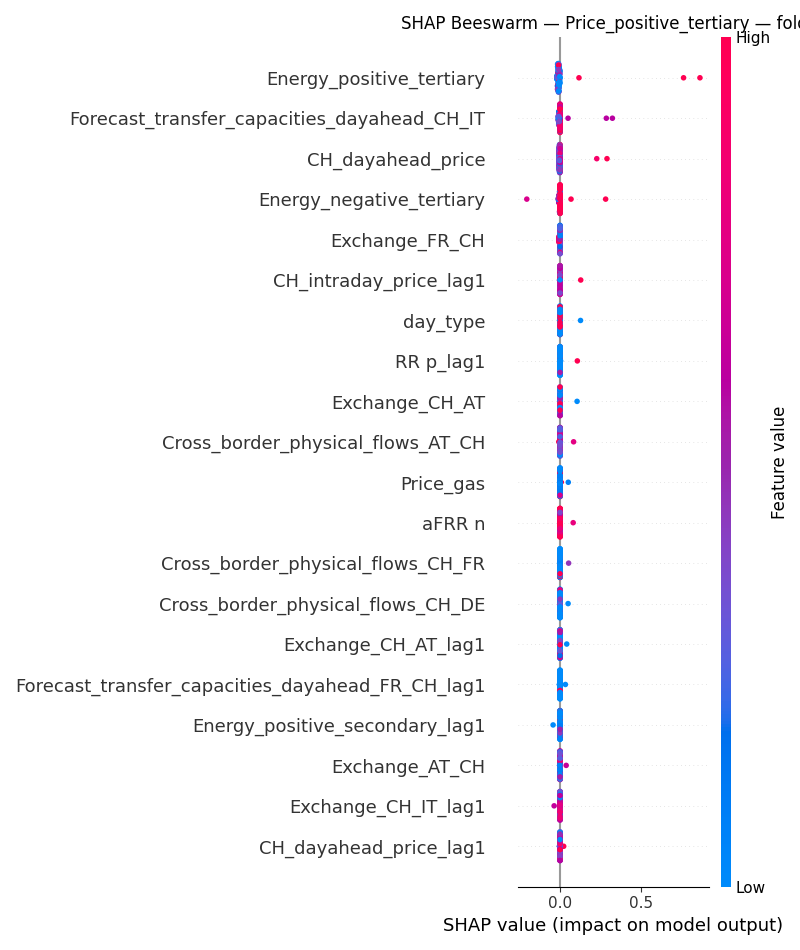 SHAP Beeswarm — Price_positive_tertiary — fol
High
Energy_positive_tertiary
Forecast_transfer_capacities_dayahead_CH_IT
CH_dayahead_price
Energy_negative_tertiary
Exchange_FR_CH
CH_intraday_price_lag1
day_type
RR p_lag1
Exchange_CH_AT
Cross_border_physical_flows_AT_CH
Price_gas
aFRR n
Cross_border_physical_flows_CH_FR
Cross_border_physical_flows_CH_DE
Exchange_CH_AT_lag1
Forecast_transfer_capacities_dayahead_FR_CH_lag1
Energy_positive_secondary_lag1
Exchange_AT_CH
Exchange_CH_IT_lag1
CH_dayahead_price_lag1
Feature value
Low
0.0 0.5
SHAP value (impact on model output)